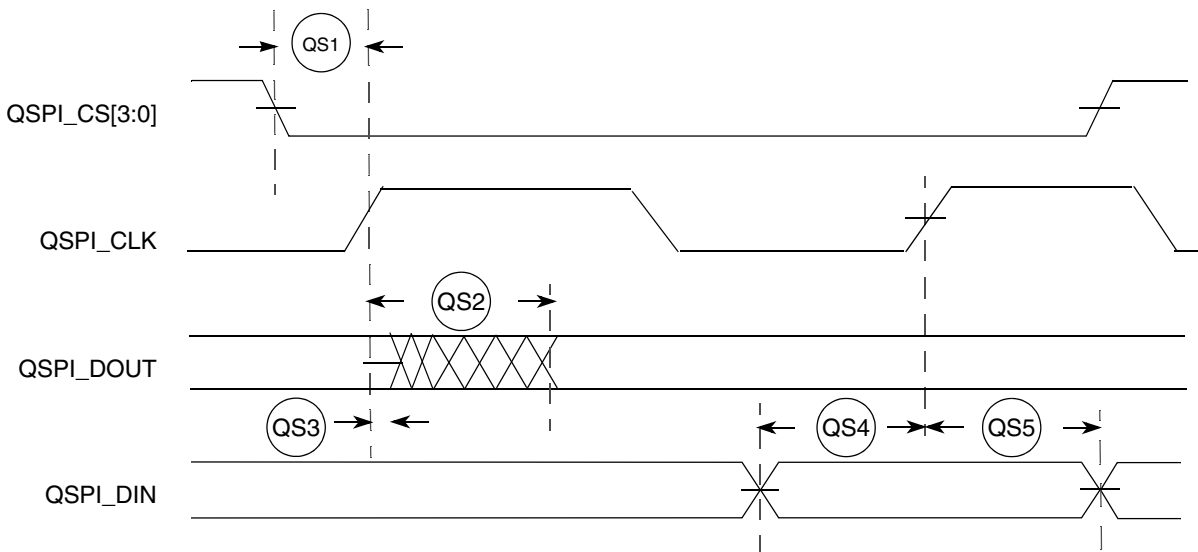 QS1
QSPI_CS[3:0]
QSPI_CLK
QS2
QSPI_DOUT
QS3
QS4
QS5
QSPI_DIN